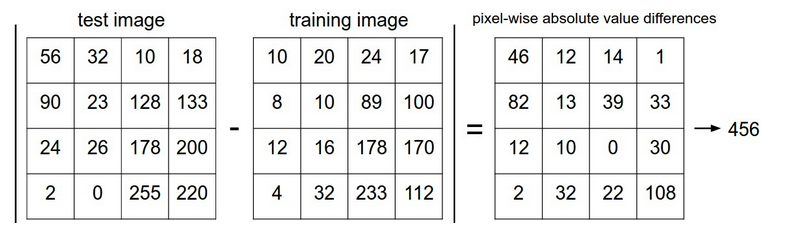 test image training image pixel-wise absolute value differences
56 32 10 18 10 20 24 17 46 12 14 1
90 23 128 133 8 10 89 100 82 13 39 33
- = → 456
24 26 178 200 12 16 178 170 12 10 0 30
2 0 255 220 4 32 233 112 2 32 22 108